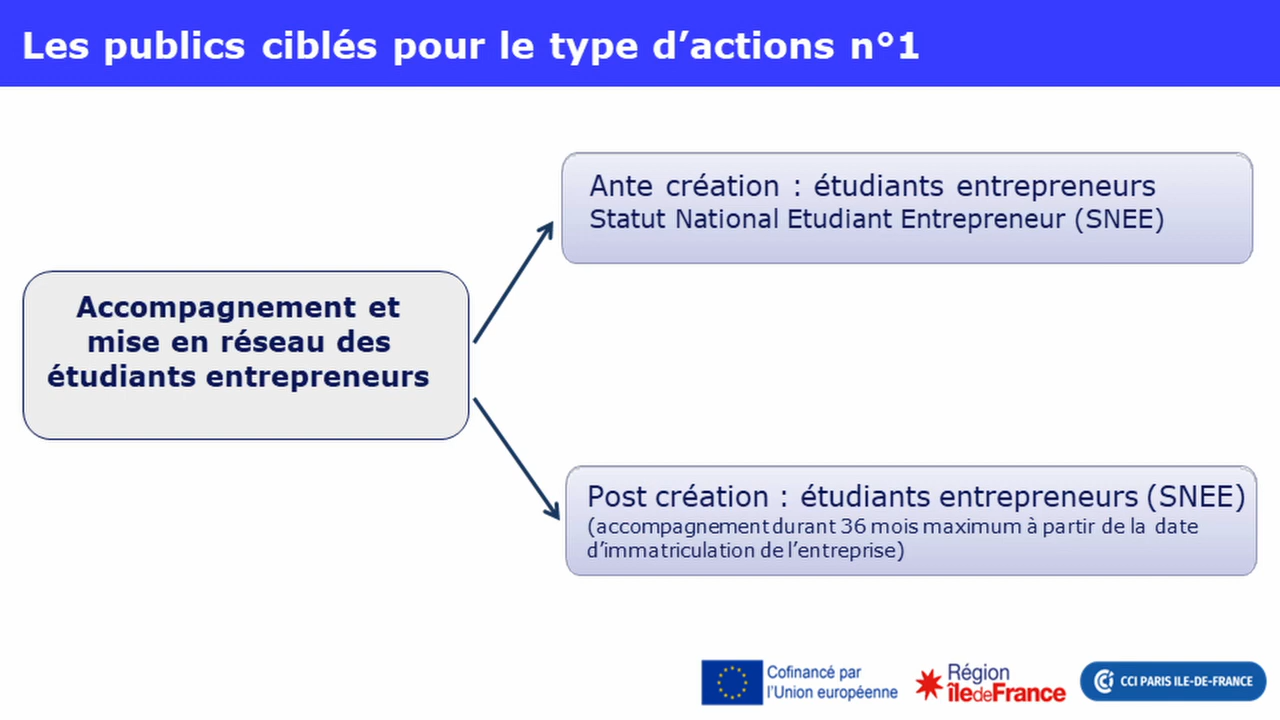 Les publics ciblés pour le type d’actions n°1
Ante création : étudiants entrepreneurs
Statut National Etudiant Entrepreneur (SNEE)
Accompagnement et
mise en réseau des
étudiants entrepreneurs
Post création : étudiants entrepreneurs (SNEE)
(accompagnement durant 36 mois maximum à partir de la date
d’immatriculation de l’entreprise)
Cofinancé par
l’Union européenne
Région
îledeFrance
CCI PARIS ILE-DE-FRANCE